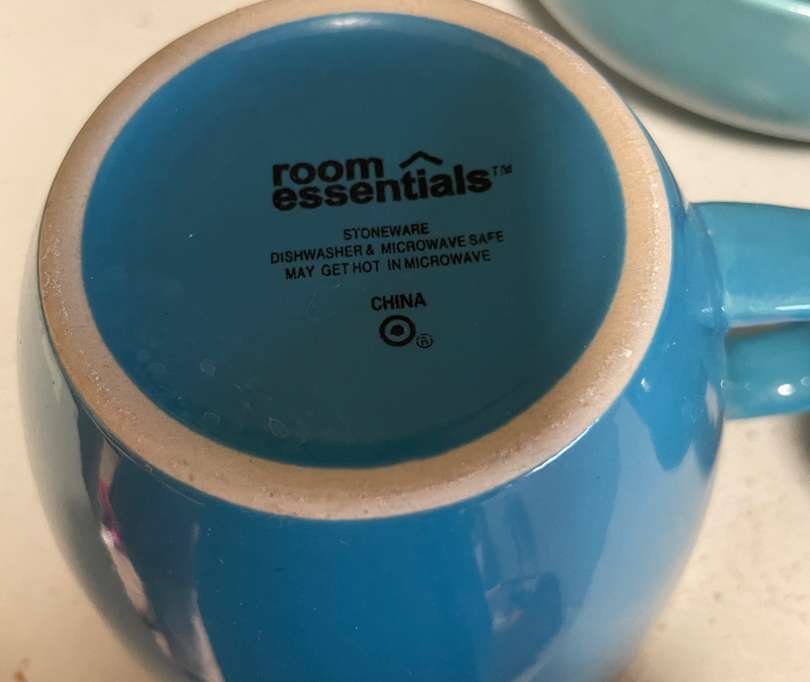 room
essentials™
STONEWARE
DISHWASHER & MICROWAVE SAFE
MAY GET HOT IN MICROWAVE
CHINA
®